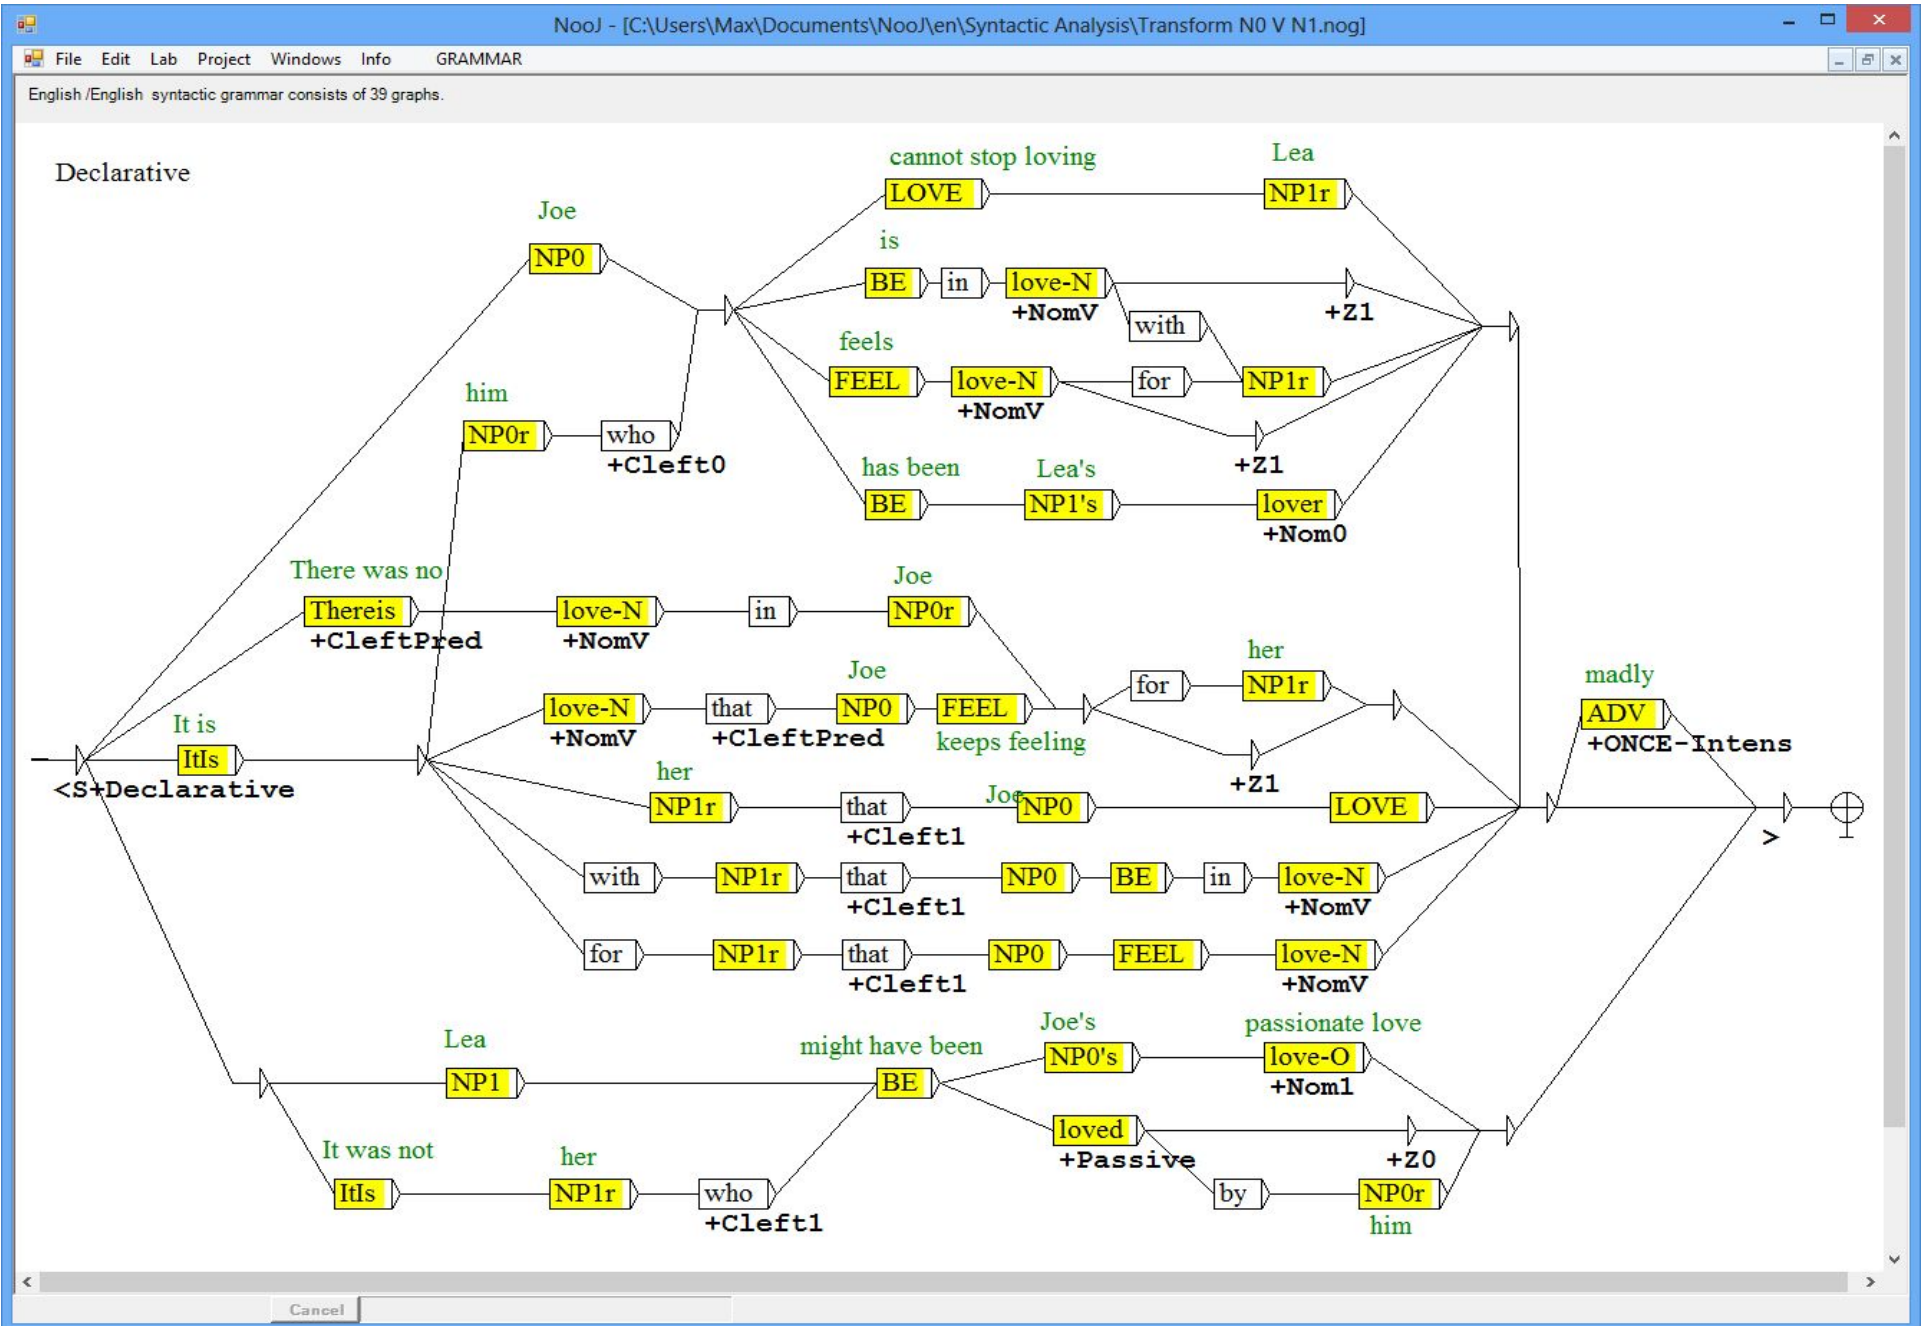 NooJ - [C:\Users\Max\Documents\NooJ\en\Syntactic Analysis\Transform N0 V N1.nog]
File Edit Lab Project Windows Info GRAMMAR
English /English syntactic grammar consists of 39 graphs.
Declarative
cannot stop loving Lea
LOVE NP1r
Joe
NP0
is
BE in love-N
+NomV +Z1
with
feels
FEEL love-N for NP1r
+NomV
him
NP0r who
+Cleft0 +Z1
has been Lea's
BE NP1's lover
+Nom0
There was no Joe
Thereis love-N in NP0r
+CleftPred +NomV
her
for NP1r
Joe
love-N that NP0 FEEL
+NomV +CleftPred keeps feeling
madly
ADV
+ONCE-Intens
It is
ItIs
<S+Declarative
+Z1
her Joe
NP1r that NP0 LOVE
+Cleft1
>
with NP1r that NP0 BE in love-N
+Cleft1 +NomV
for NP1r that NP0 FEEL love-N
+Cleft1 +NomV
Joe's passionate love
NP0's love-O
+Nom1
Lea might have been
NP1 BE
loved
+Passive +Z0
It was not her
ItIs NP1r who by NP0r
+Cleft1 him
Cancel